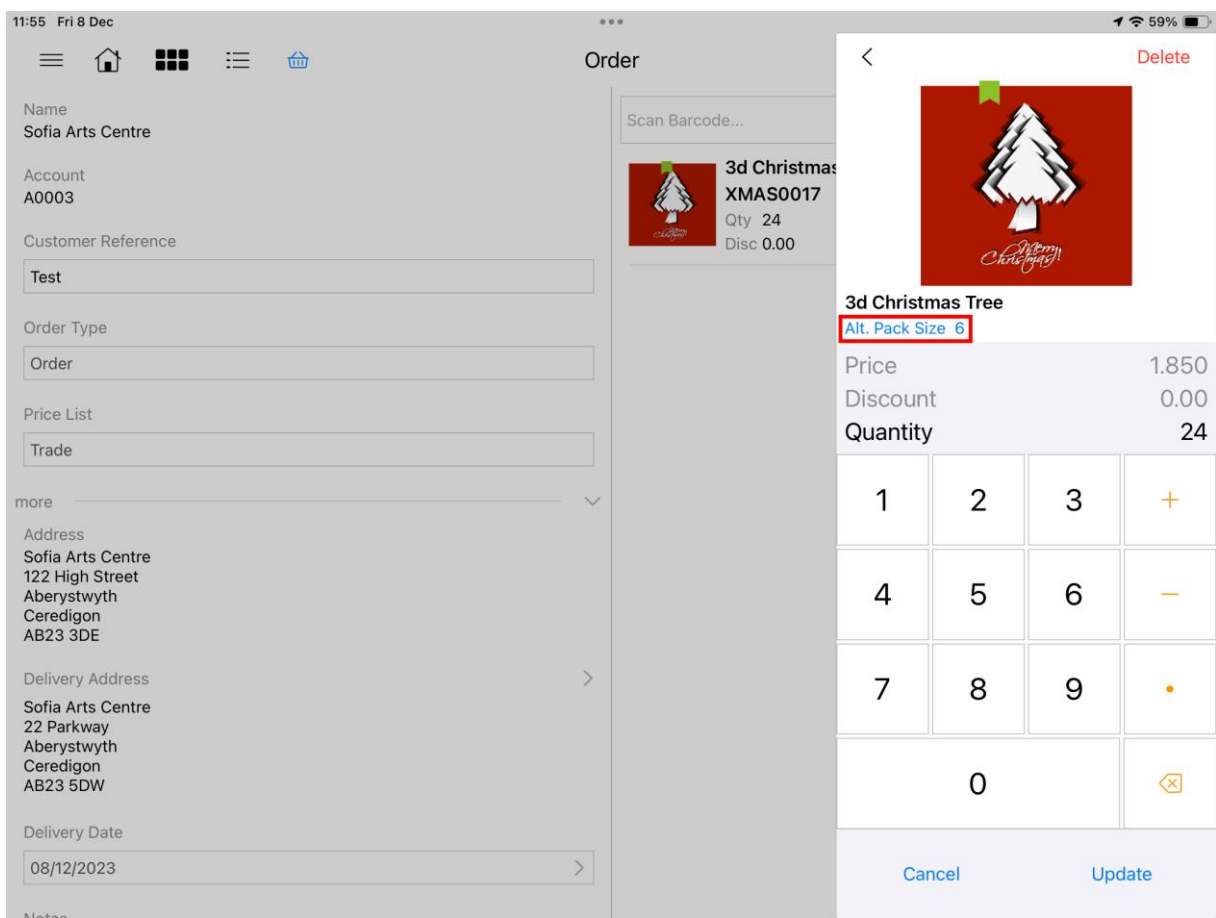 11:55 Fri 8 Dec
59%
Order
Name
Sofia Arts Centre
Account
A0003
Customer Reference
Test
Order Type
Order
Price List
Trade
more
Address
Sofia Arts Centre
122 High Street
Aberystwyth
Ceredigon
AB23 3DE
Delivery Address
Sofia Arts Centre
22 Parkway
Aberystwyth
Ceredigon
AB23 5DW
Delivery Date
08/12/2023
Notes
Scan Barcode...
3d Christmas
XMAS0017
Qty 24
Disc 0.00
Delete
Merry
Christmas!
3d Christmas Tree
Alt. Pack Size 6
Price 1.850
Discount 0.00
Quantity 24
1 2 3 +
4 5 6 −
7 8 9 •
0
Cancel Update